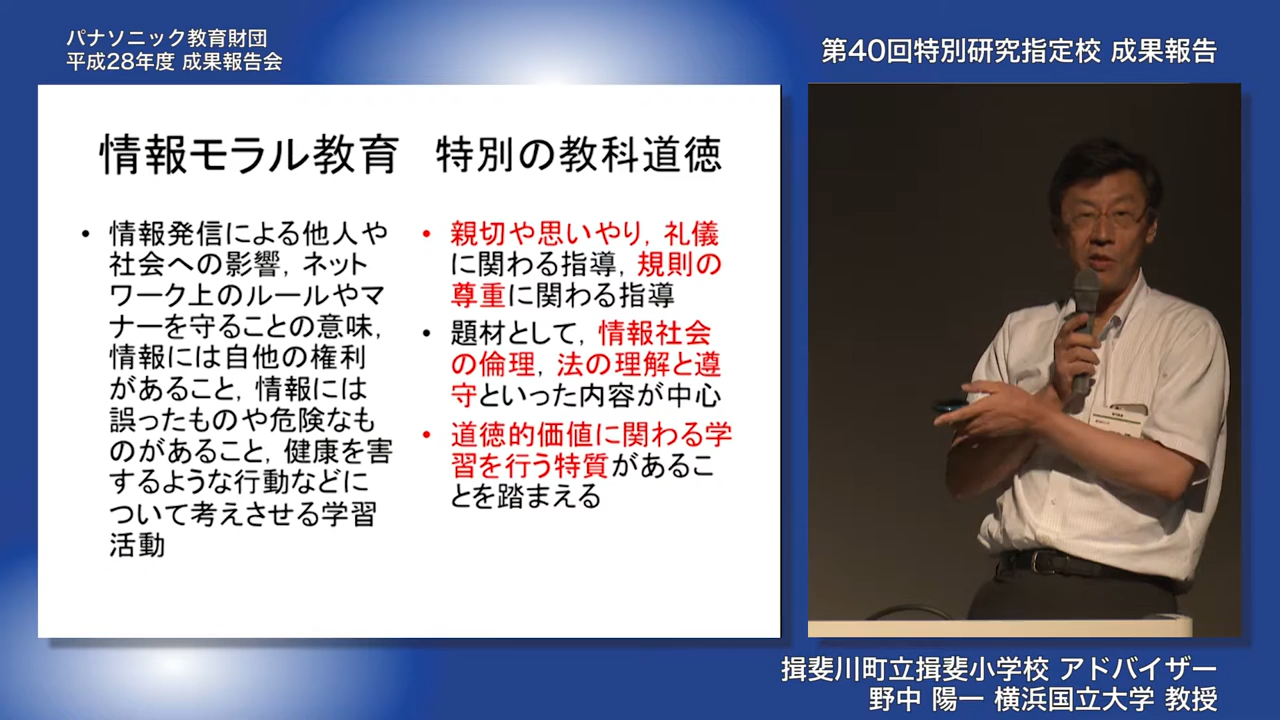 パナソニック教育財団
平成28年度 成果報告会
第40回特別研究指定校 成果報告
情報モラル教育
特別の教科道徳
• 情報発信による他人や
社会への影響，ネット
ワーク上のルールやマ
ナーを守ることの意味，
情報には自他の権利
があること，情報には
誤ったものや危険なも
のがあること，健康を害
するような行動などに
ついて考えさせる学習
活動
• 親切や思いやり，礼儀
に関わる指導，規則の
尊重に関わる指導
• 題材として，情報社会
の倫理，法の理解と遵
守といった内容が中心
• 道徳的価値に関わる学
習を行う特質があるこ
とを踏まえる
揖斐川町立揖斐小学校 アドバイザー
野中 陽一 横浜国立大学 教授